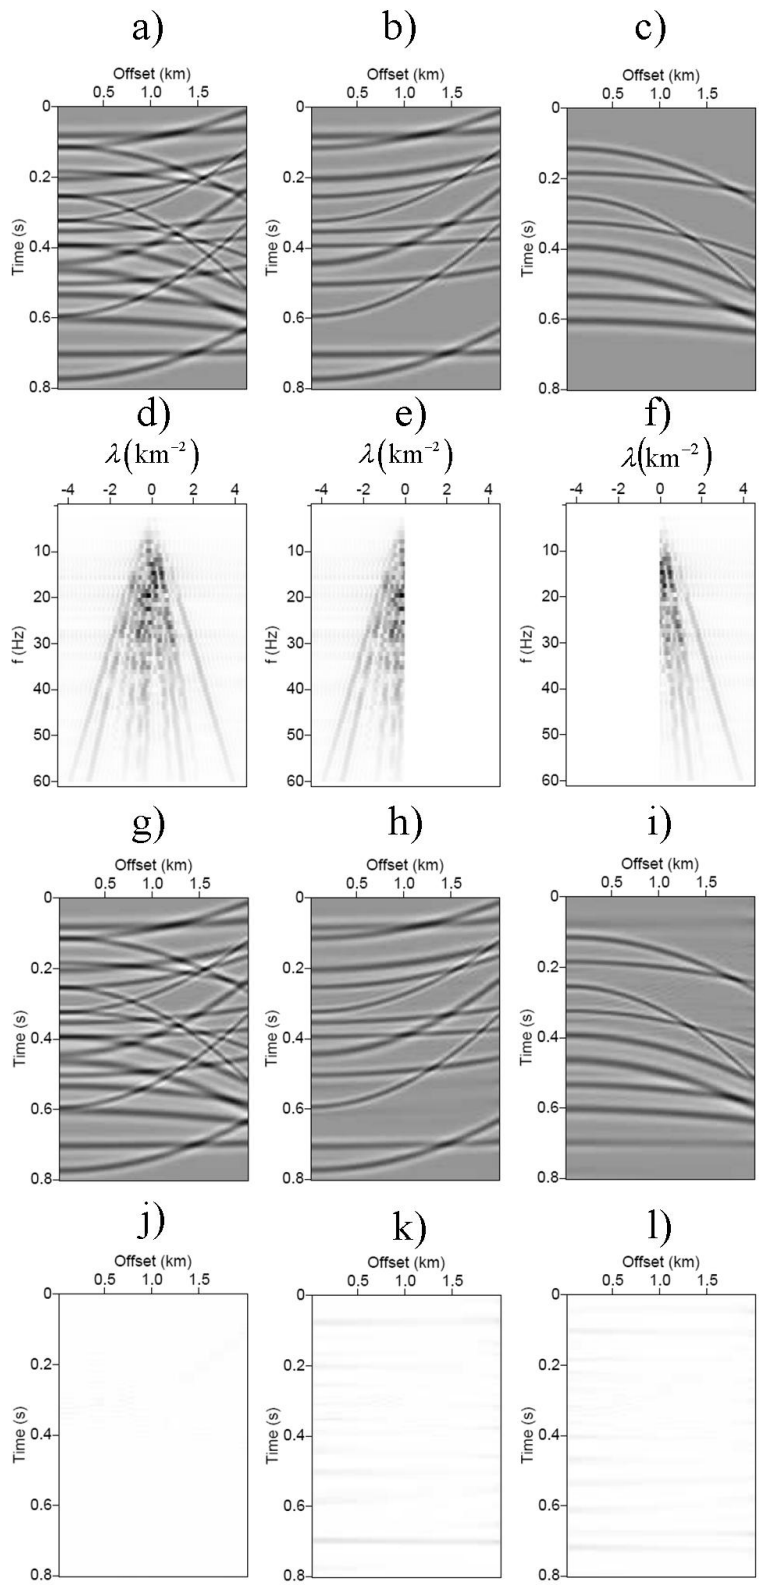 a) b) c)
Offset (km) Offset (km) Offset (km)
0.5 1.0 1.5 0.5 1.0 1.5 0.5 1.0 1.5
0 0 0
0.2 0.2 0.2
Time (s) Time (s) Time (s)
0.4 0.4 0.4
0.6 0.6 0.6
0.8 0.8 0.8
d) e) f)
λ(km⁻²) λ(km⁻²) λ(km⁻²)
-4 -2 0 2 4 -4 -2 0 2 4 -4 -2 0 2 4
10 10 10
20 20 20
f (Hz) f (Hz) f (Hz)
30 30 30
40 40 40
50 50 50
60 60 60
g) h) i)
Offset (km) Offset (km) Offset (km)
0.5 1.0 1.5 0.5 1.0 1.5 0.5 1.0 1.5
0 0 0
0.2 0.2 0.2
Time (s) Time (s) Time (s)
0.4 0.4 0.4
0.6 0.6 0.6
0.8 0.8 0.8
j) k) l)
Offset (km) Offset (km) Offset (km)
0.5 1.0 1.5 0.5 1.0 1.5 0.5 1.0 1.5
0 0 0
0.2 0.2 0.2
Time (s) Time (s) Time (s)
0.4 0.4 0.4
0.6 0.6 0.6
0.8 0.8 0.8